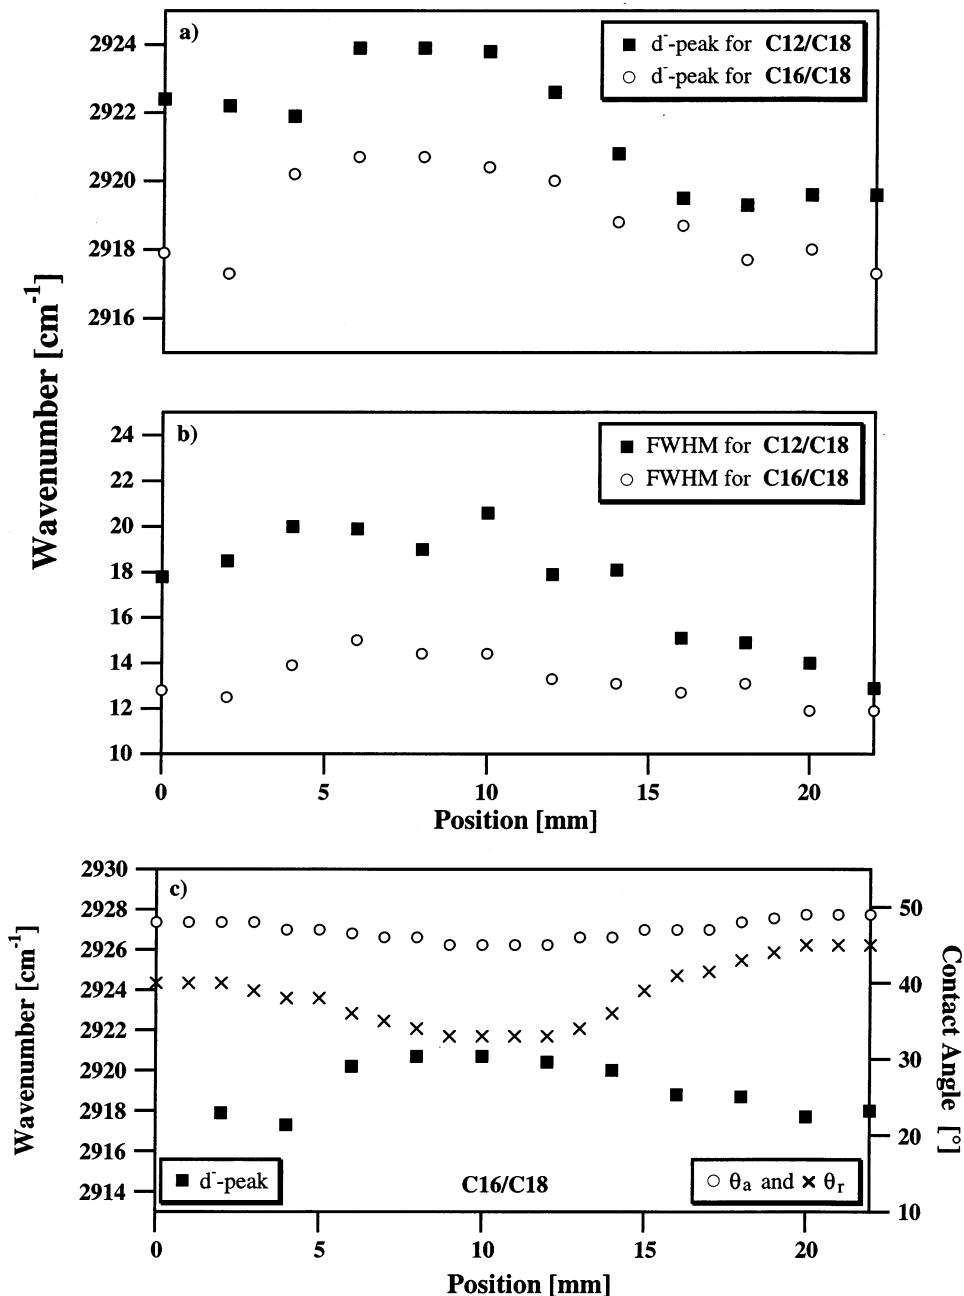 a)
■ d⁻-peak for C12/C18
○ d⁻-peak for C16/C18
2924
2922
2920
2918
2916
Wavenumber [cm⁻¹]
b)
■ FWHM for C12/C18
○ FWHM for C16/C18
24
22
20
18
16
14
12
10
0 5 10 15 20
Position [mm]
c)
2930
2928
2926
2924
2922
2920
2918
2916
2914
Wavenumber [cm⁻¹]
50
40
30
20
10
Contact Angle [°]
■ d⁻-peak
C16/C18
○ θa and × θr
0 5 10 15 20
Position [mm]